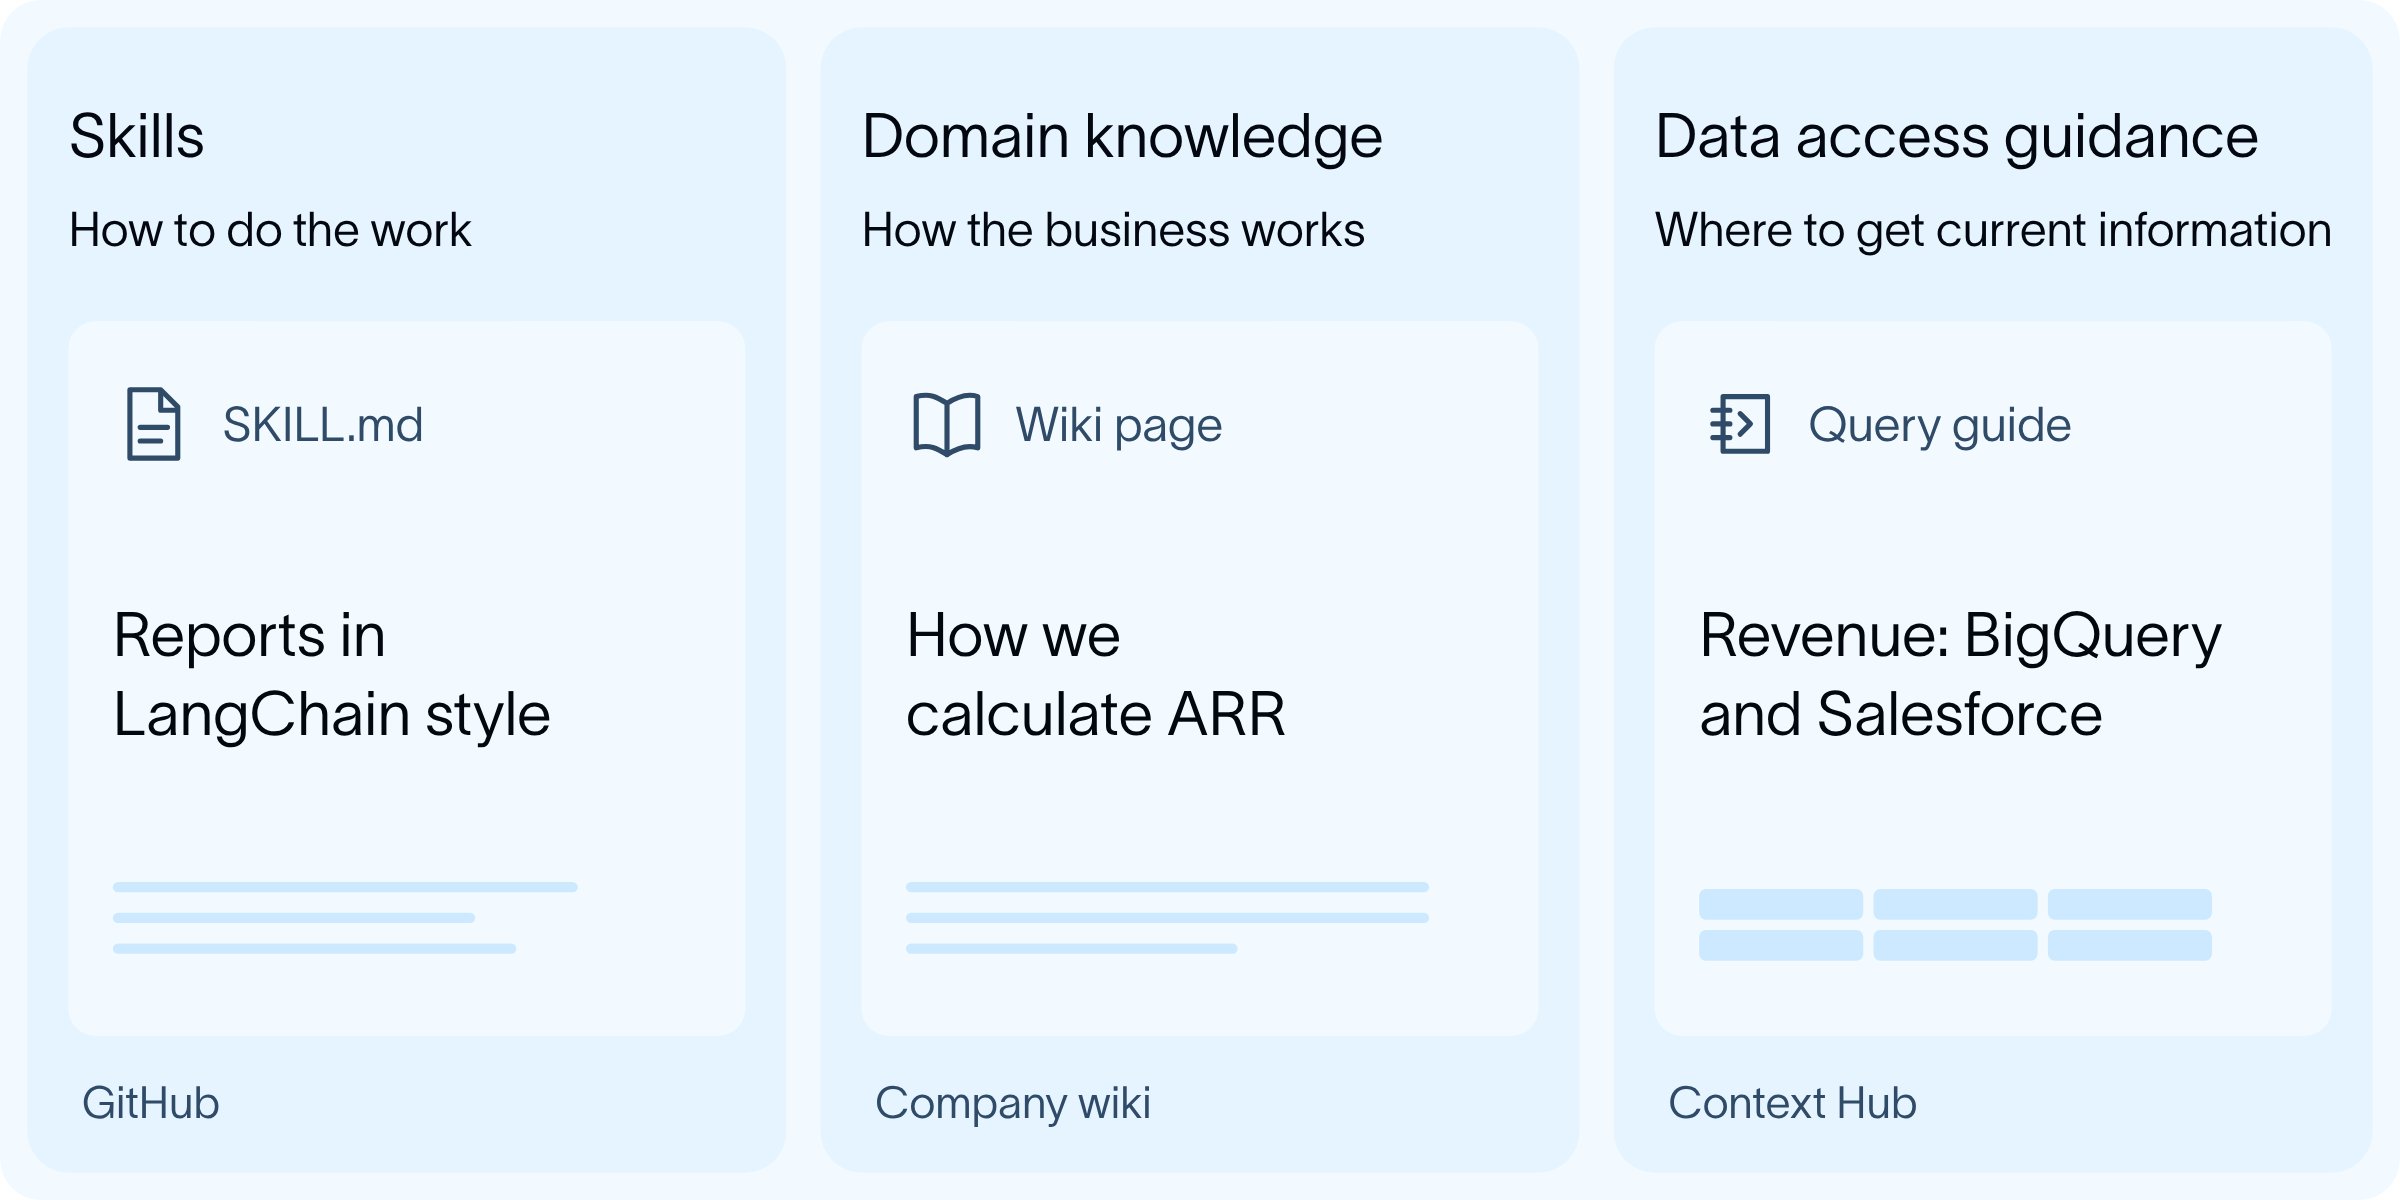 Skills
How to do the work
SKILL.md
Reports in
LangChain style
GitHub
Domain knowledge
How the business works
Wiki page
How we
calculate ARR
Company wiki
Data access guidance
Where to get current information
Query guide
Revenue: BigQuery
and Salesforce
Context Hub